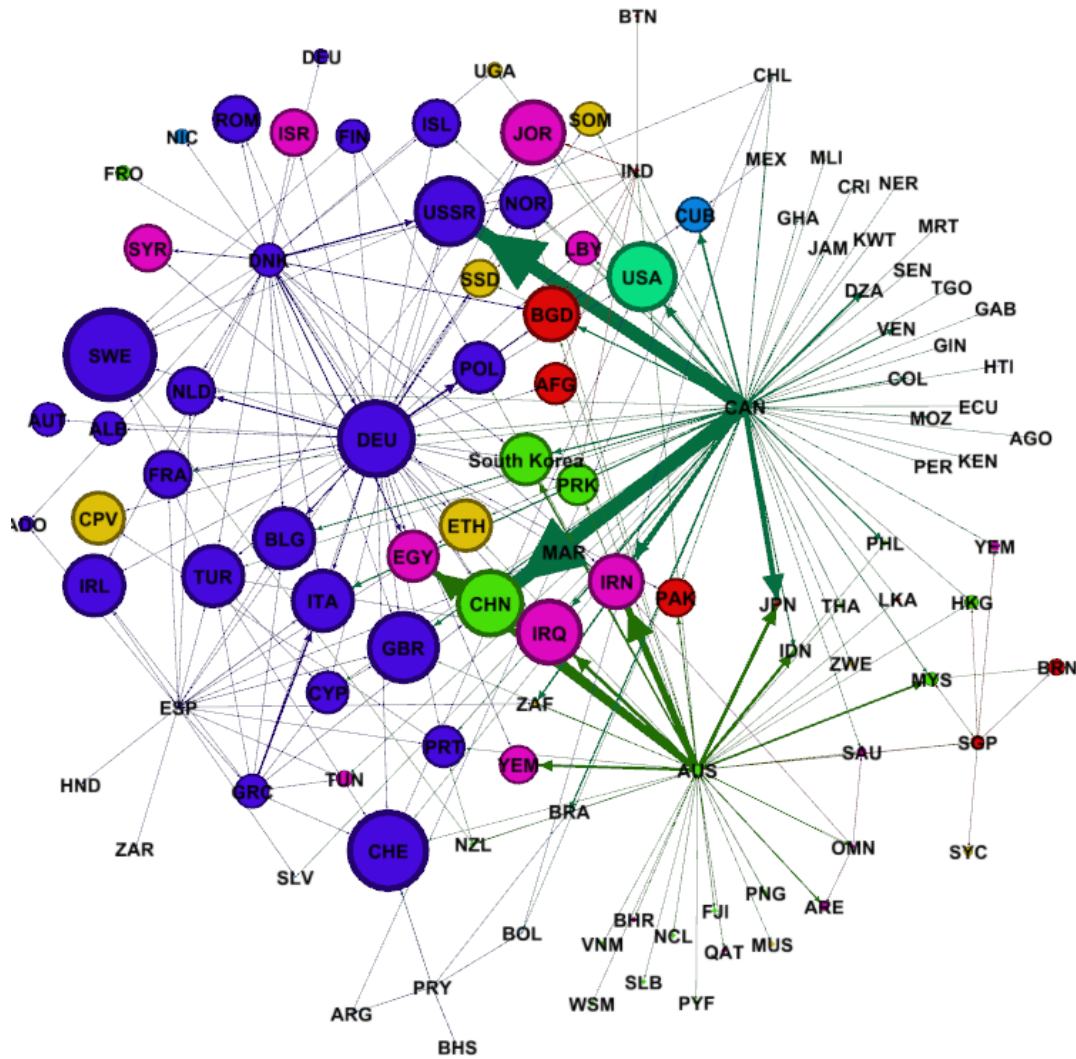 BTN
DEU
UGA
CHL
ROM
ISR
NIC
FIN
ISL
JOR
SOM
MEX
MLI
FRO
IND
CRI
NER
USSR
NOR
CUB
GHA
JAM
KWT
MRT
SYR
DNK
LBY
SSD
USA
SEN
DZA
TGO
BGD
GAB
VEN
SWE
GIN
POL
HTI
NLD
AFG
COL
CAN
ECU
AUT
ALB
MOZ
DEU
AGO
South Korea
PER
KEN
FRA
PRK
CPV
ADO
ETH
BLG
EGY
MAR
PHL
YEM
IRL
TUR
IRN
ITA
CHN
PAK
JPN
THA
LKA
HKG
IRQ
GBR
IDN
ZWE
BRN
MYS
CYP
ESP
ZAF
PRT
SAU
SGP
YEM
AUS
HND
TUN
GRC
BRA
ZAR
CHE
NZL
OMN
SYC
SLV
PNG
ARE
BHR
FJI
BOL
VNM
NCL
QAT
MUS
SLB
PRY
WSM
PYF
ARG
BHS